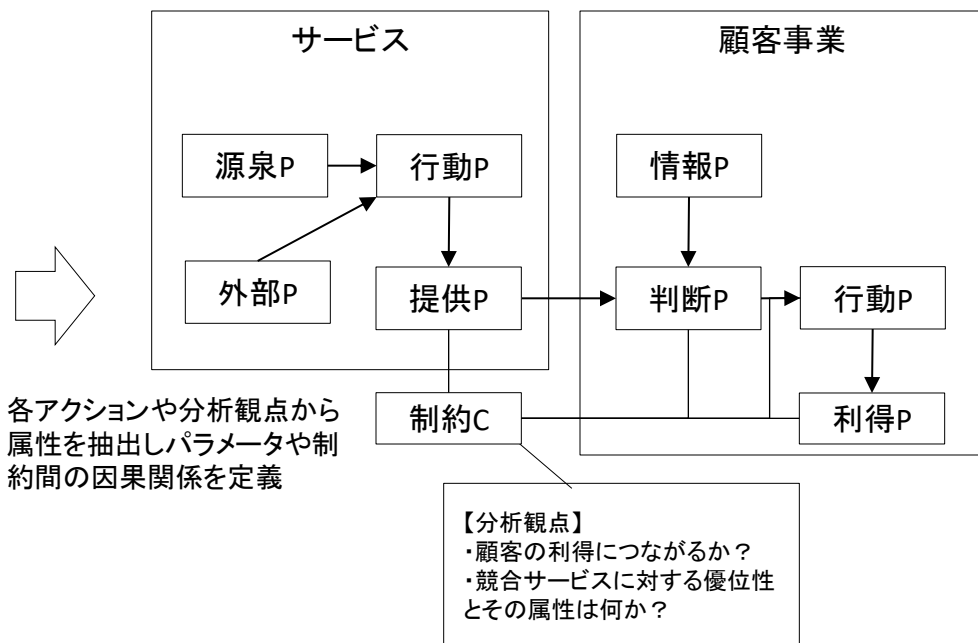 サービス
顧客事業
源泉P
行動P
情報P
外部P
提供P
判断P
行動P
制約C
利得P
各アクションや分析観点から
属性を抽出しパラメータや制
約間の因果関係を定義
【分析観点】
・顧客の利得につながるか？
・競合サービスに対する優位性
とその属性は何か？